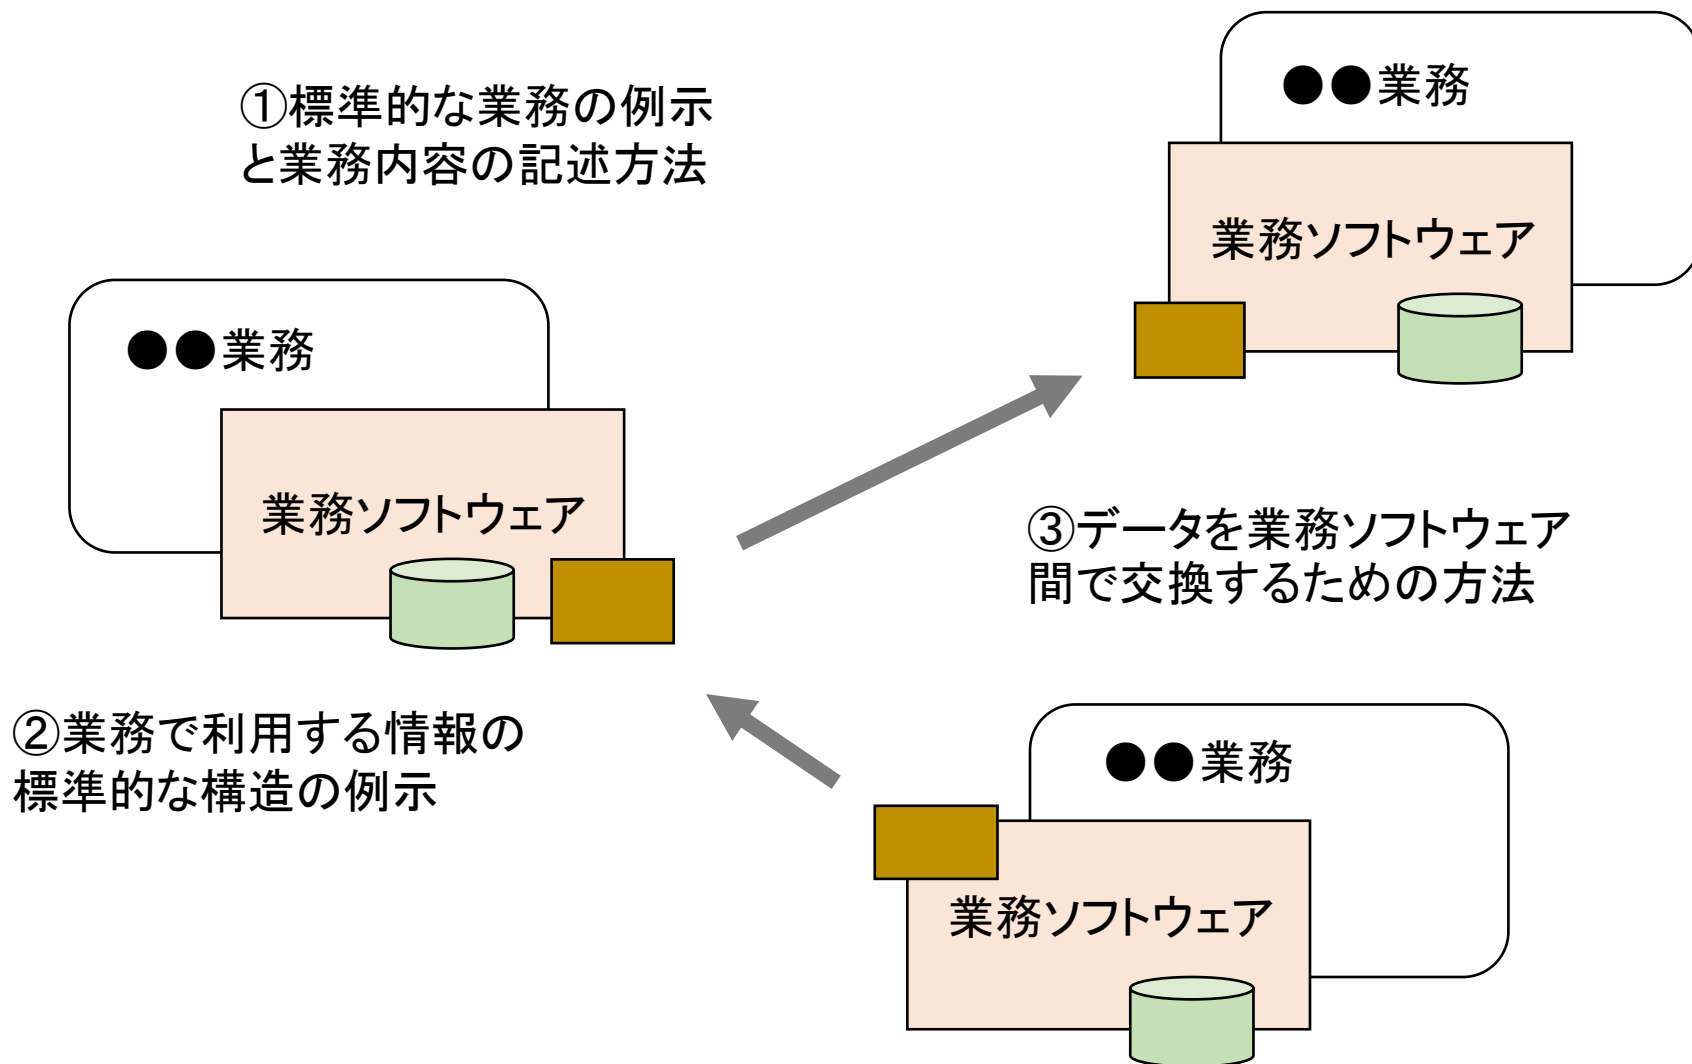 ①標準的な業務の例示
と業務内容の記述方法
●●業務
業務ソフトウェア
●●業務
業務ソフトウェア
③データを業務ソフトウェア
間で交換するための方法
②業務で利用する情報の
標準的な構造の例示
●●業務
業務ソフトウェア